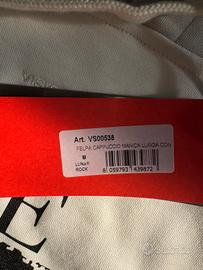 Art. VS00538
FELPA CAPPUCCIO MANICA LUNGA CON
M
LUNAR
ROCK
8 059793 439872